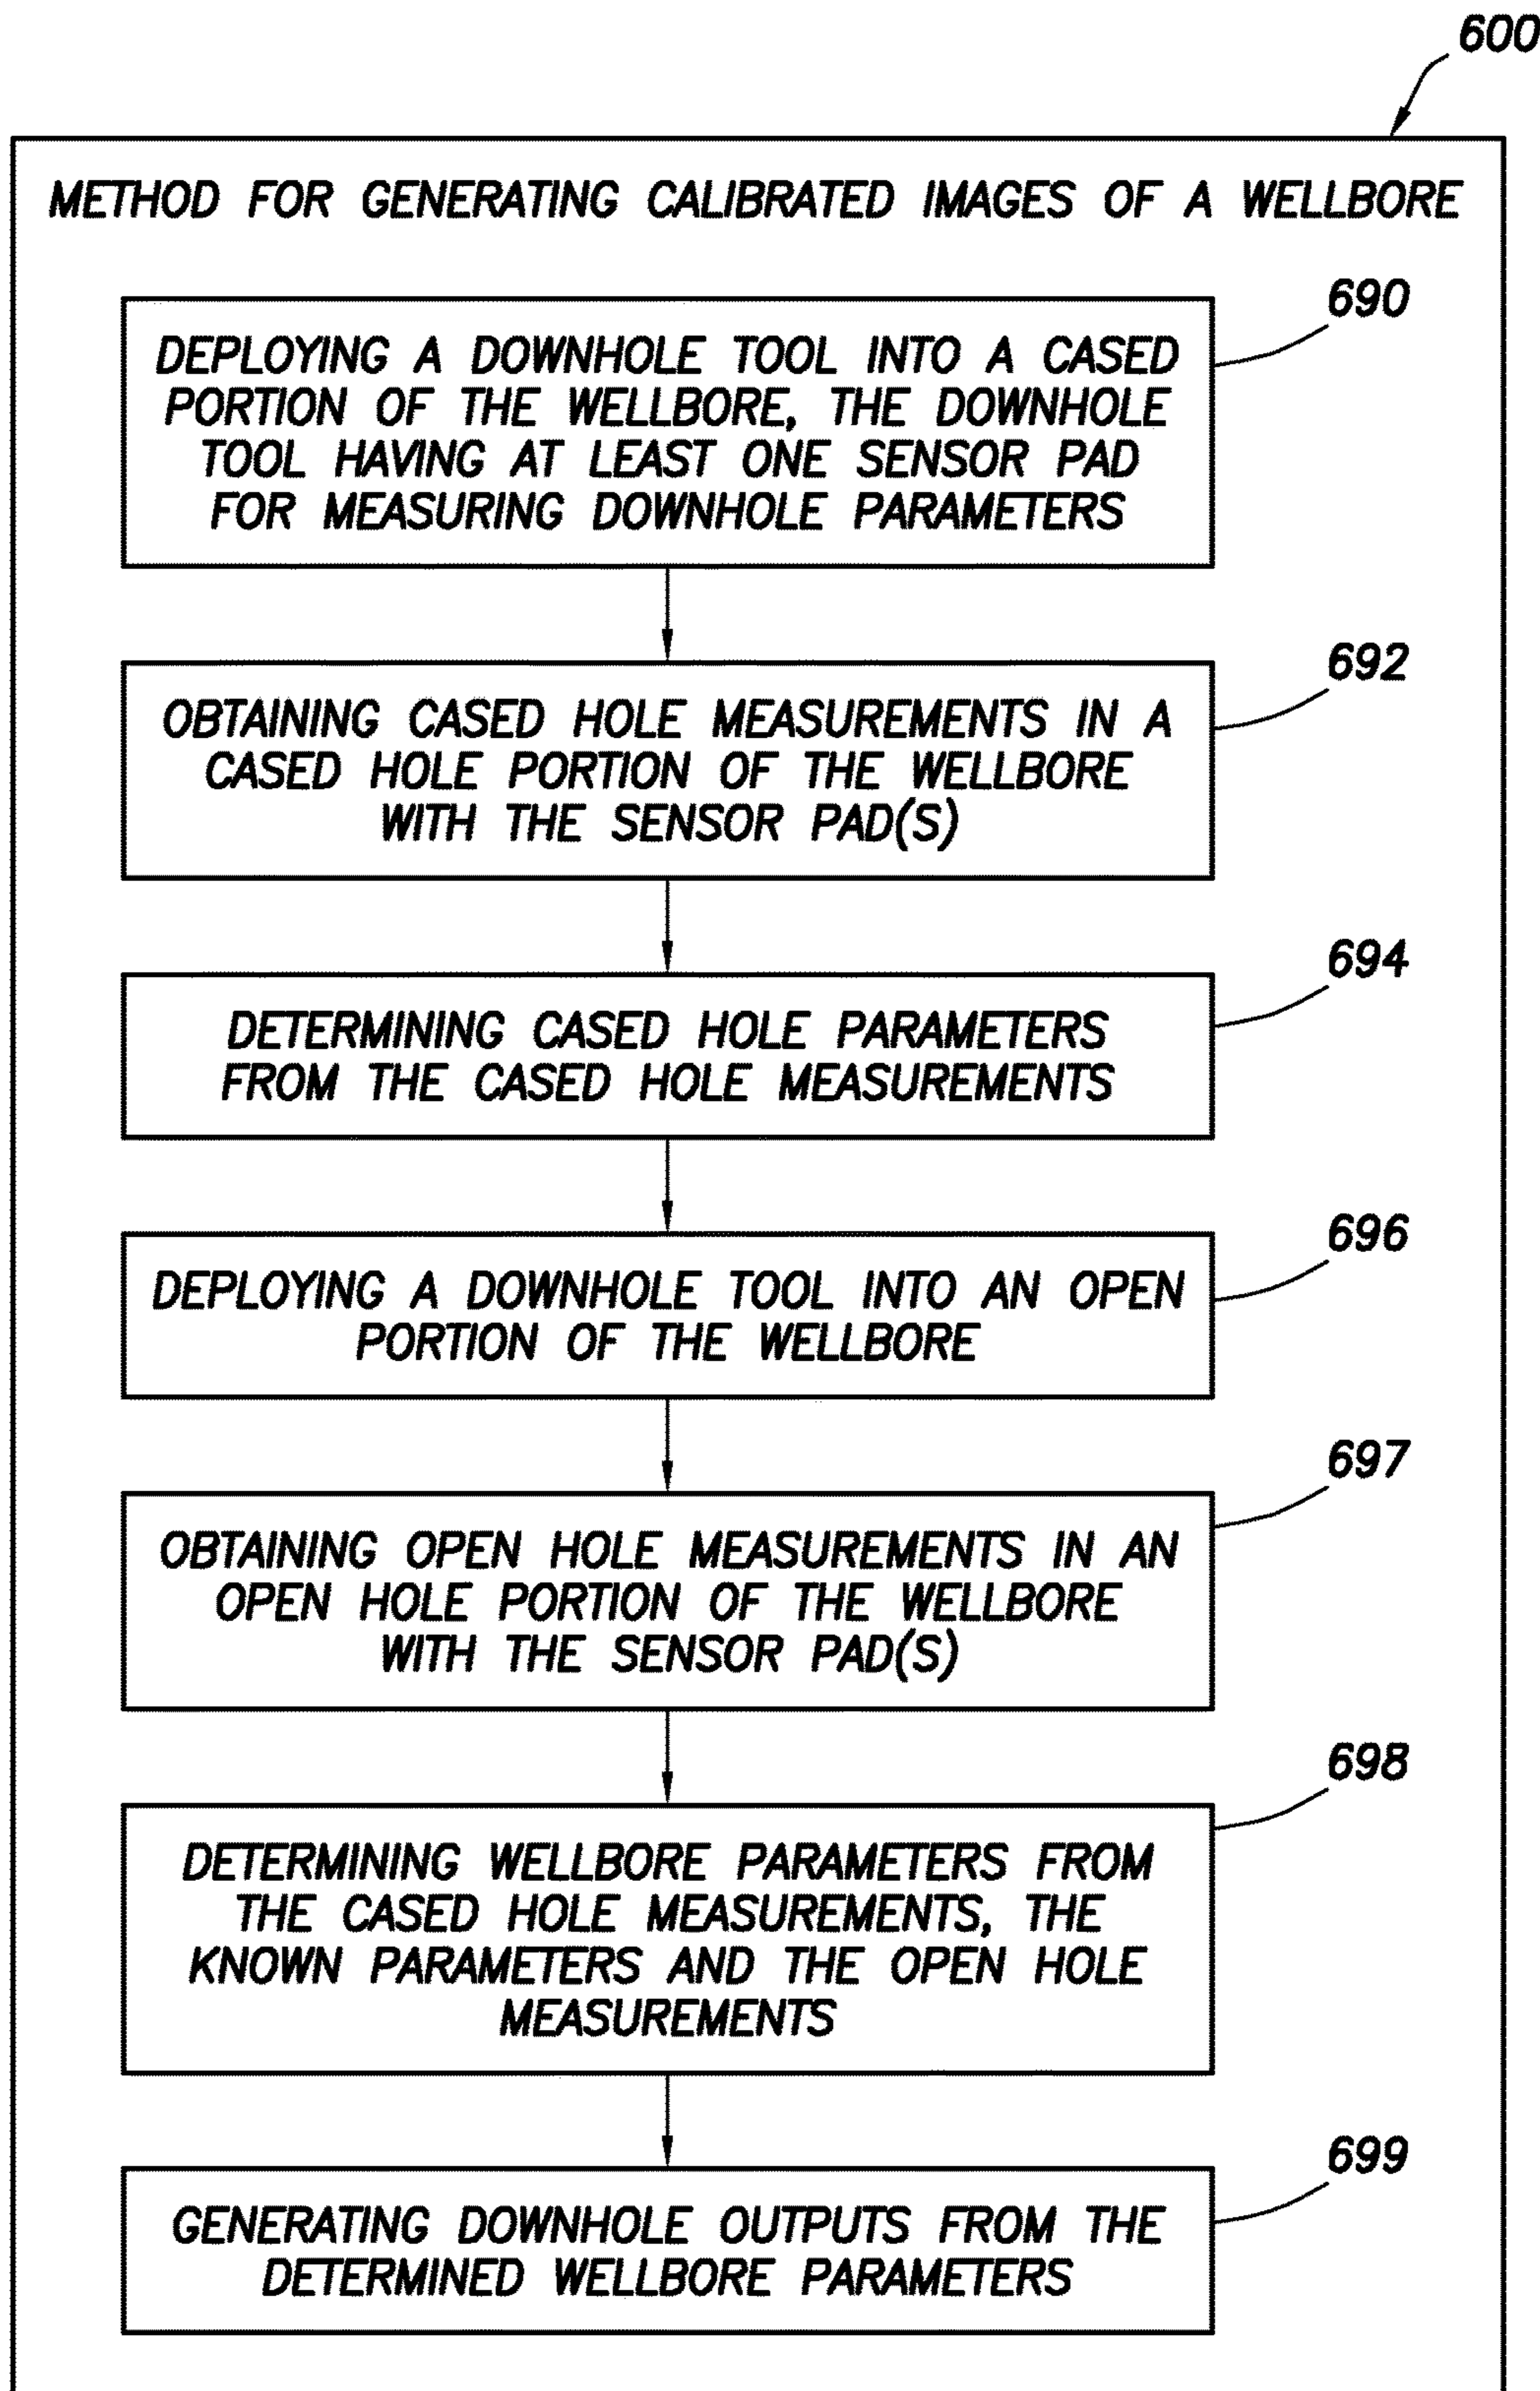 600
METHOD FOR GENERATING CALIBRATED IMAGES OF A WELLBORE
690
DEPLOYING A DOWNHOLE TOOL INTO A CASED
PORTION OF THE WELLBORE, THE DOWNHOLE
TOOL HAVING AT LEAST ONE SENSOR PAD
FOR MEASURING DOWNHOLE PARAMETERS
692
OBTAINING CASED HOLE MEASUREMENTS IN A
CASED HOLE PORTION OF THE WELLBORE
WITH THE SENSOR PAD(S)
694
DETERMINING CASED HOLE PARAMETERS
FROM THE CASED HOLE MEASUREMENTS
696
DEPLOYING A DOWNHOLE TOOL INTO AN OPEN
PORTION OF THE WELLBORE
697
OBTAINING OPEN HOLE MEASUREMENTS IN AN
OPEN HOLE PORTION OF THE WELLBORE
WITH THE SENSOR PAD(S)
698
DETERMINING WELLBORE PARAMETERS FROM
THE CASED HOLE MEASUREMENTS, THE
KNOWN PARAMETERS AND THE OPEN HOLE
MEASUREMENTS
699
GENERATING DOWNHOLE OUTPUTS FROM THE
DETERMINED WELLBORE PARAMETERS